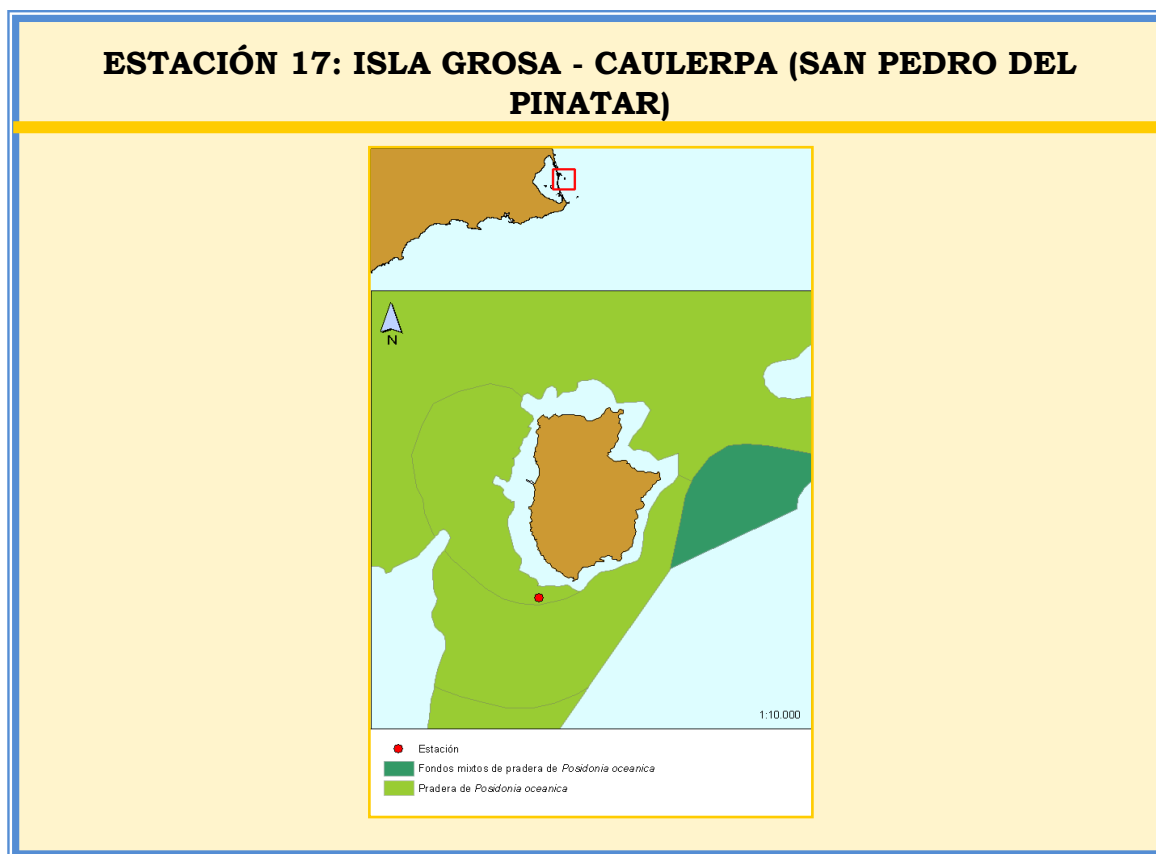 ESTACIÓN 17: ISLA GROSA - CAULERPA (SAN PEDRO DEL
PINATAR)
N
1:10.000
Estación
Fondos mixtos de pradera de Posidonia oceanica
Pradera de Posidonia oceanica